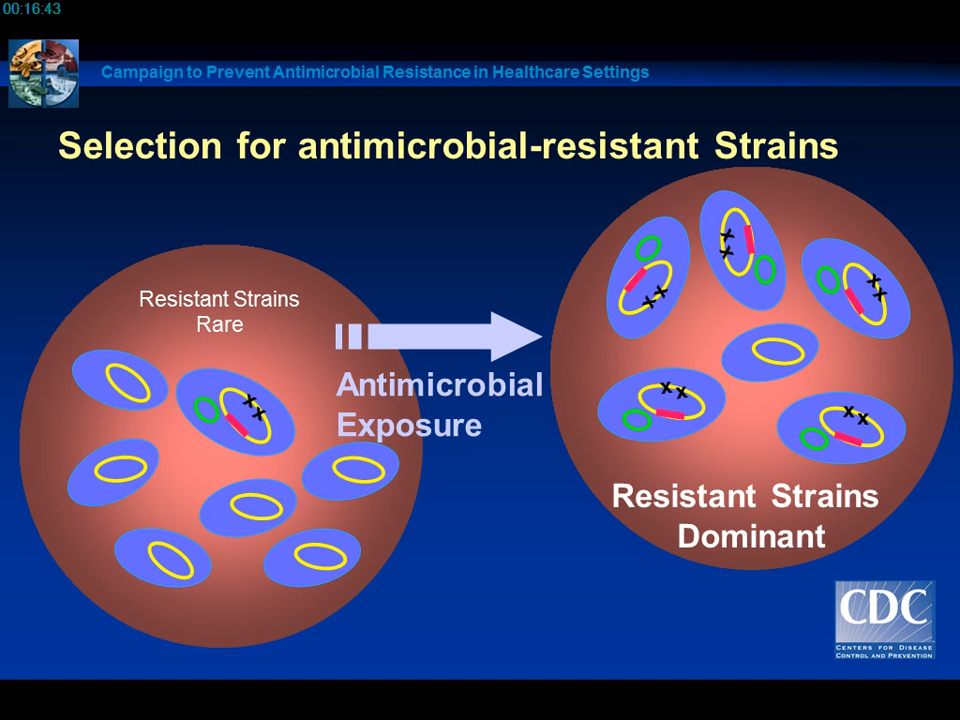 00:16:43
Campaign to Prevent Antimicrobial Resistance in Healthcare Settings
Selection for antimicrobial-resistant Strains
Resistant Strains
Rare
x
x
Antimicrobial
Exposure
x
x
x
x
x
x
x x
x x
Resistant Strains
Dominant
CDC
CENTERS FOR DISEASE
CONTROL AND PREVENTION